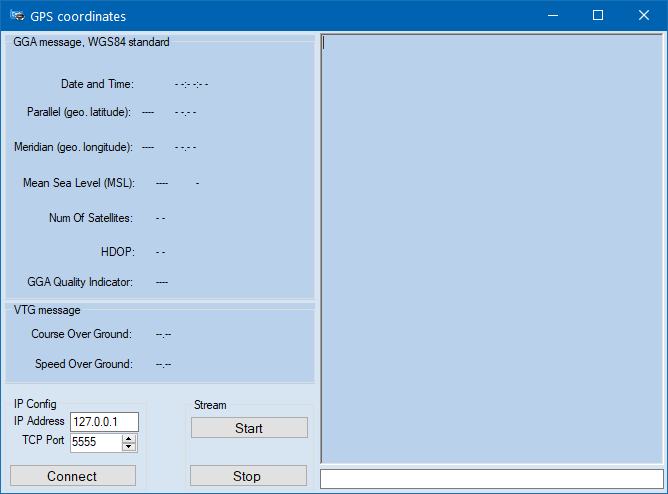 GPS coordinates
GGA message, WGS84 standard
Date and Time: - -:- -:- -
Parallel (geo. latitude): ---- - -.- -
Meridian (geo. longitude): ---- - -.- -
Mean Sea Level (MSL): ---- -
Num Of Satellites: - -
HDOP: - -
GGA Quality Indicator: ----
VTG message
Course Over Ground: --.--
Speed Over Ground: --.--
IP Config
IP Address 127.0.0.1
TCP Port 5555
Connect
Stream
Start
Stop